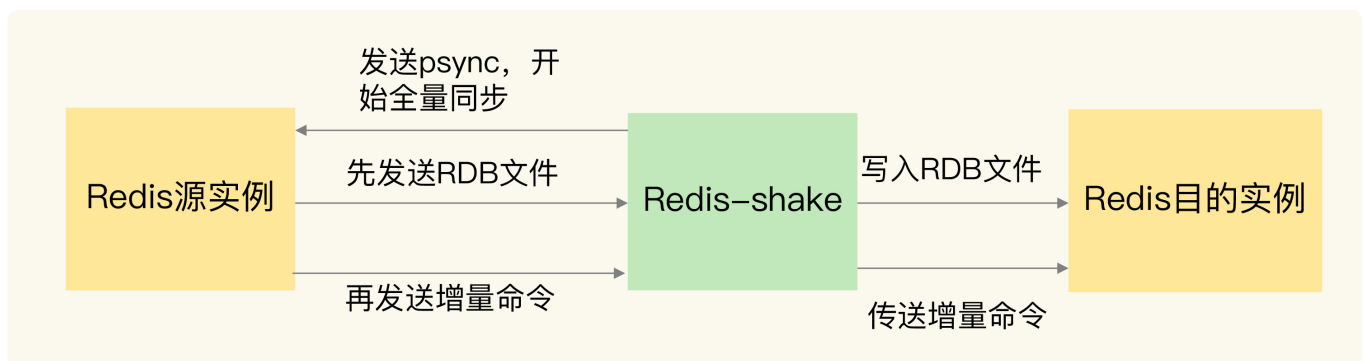 发送psync，开
始全量同步
先发送RDB文件
写入RDB文件
Redis源实例
Redis-shake
Redis目的实例
再发送增量命令
传送增量命令